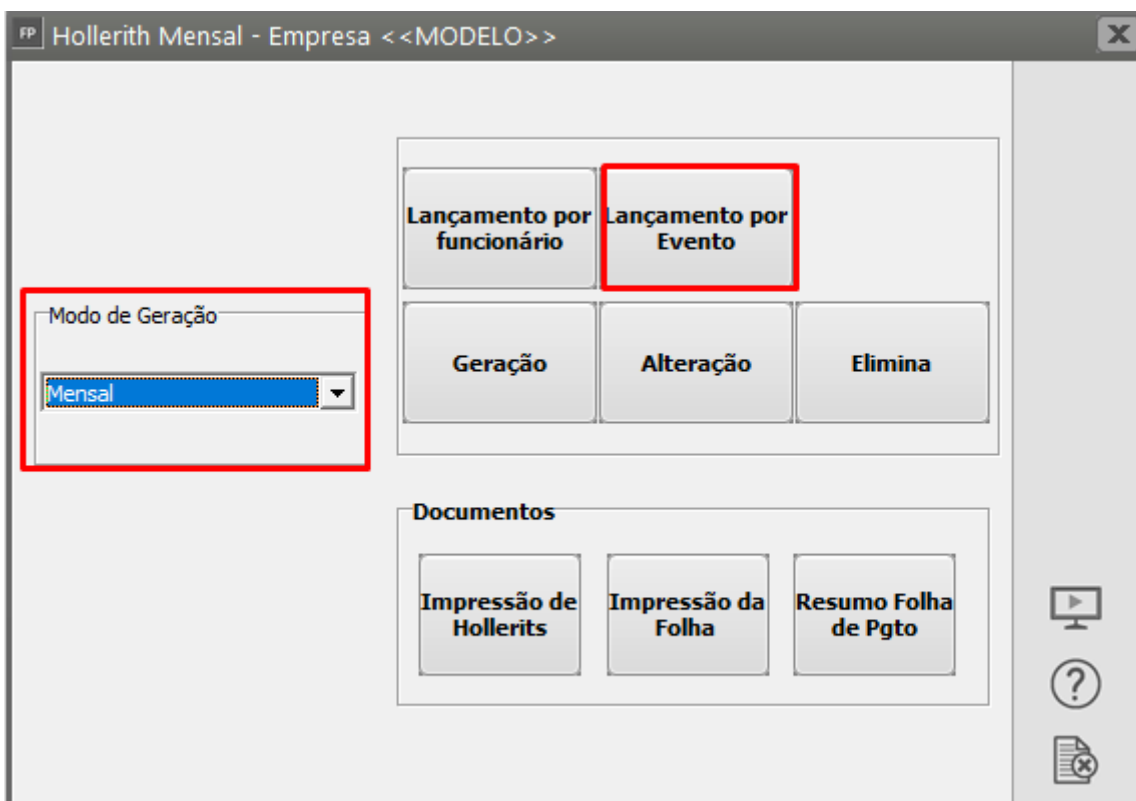 FP Hollerith Mensal - Empresa <<MODELO>>
Lançamento por
funcionário
Lançamento por
Evento
Modo de Geração
Mensal
Geração
Alteração
Elimina
Documentos
Impressão de
Hollerits
Impressão da
Folha
Resumo Folha
de Pgto